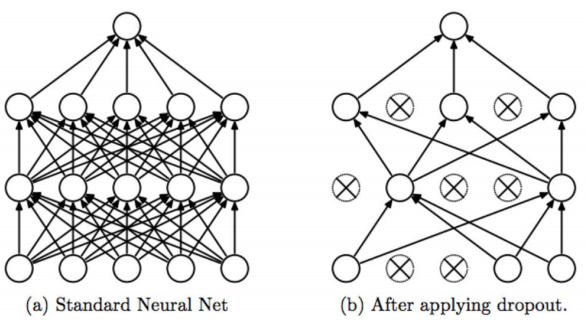 (a) Standard Neural Net
(b) After applying dropout.